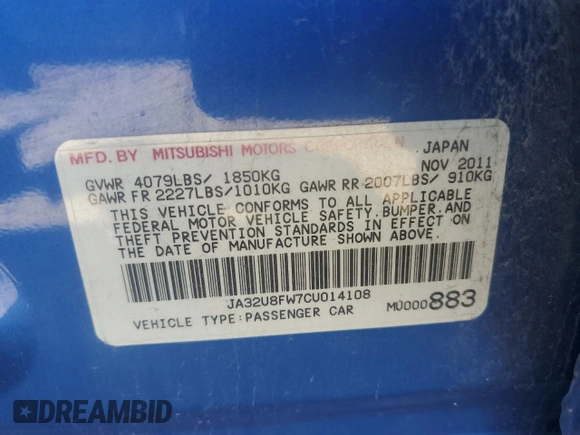 MFD. BY MITSUBISHI MOTORS CORPORATION JAPAN
NOV 2011
GVWR 4079LBS/ 1850KG
GAWR FR 2227LBS/1010KG GAWR RR 2007LBS/ 910KG
THIS VEHICLE CONFORMS TO ALL APPLICABLE
FEDERAL MOTOR VEHICLE SAFETY,BUMPER,AND
THEFT PREVENTION STANDARDS IN EFFECT ON
THE DATE OF MANUFACTURE SHOWN ABOVE.
JA32U8FW7CU014108
VEHICLE TYPE:PASSENGER CAR MU000883
DREAMBID